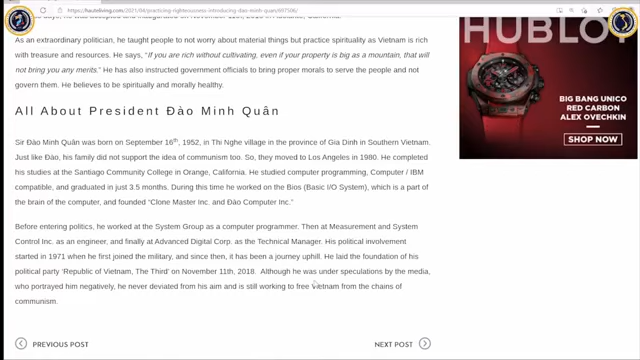 https://hauteliving.com/2021/04/practicing-righteousness-introducing-dao-minh-quan/697506/
As an extraordinary politician, he taught people to not worry about material things but practice spirituality as Vietnam is rich
with treasure and resources. He says, "If you are rich without cultivating, even if your property is big as a mountain, that will
not bring you any merits." He has also instructed government officials to bring proper morals to serve the people and not
govern them. He believes to be spiritually and morally healthy.
All About President Đào Minh Quân
Sir Đào Minh Quân was born on September 16th, 1952, in Thi Nghe village in the province of Gia Dinh in Southern Vietnam.
Just like Đào, his family did not support the idea of communism too. So, they moved to Los Angeles in 1980. He completed
his studies at the Santiago Community College in Orange, California. He studied computer programming, Computer / IBM
compatible, and graduated in just 3.5 months. During this time he worked on the Bios (Basic I/O System), which is a part of
the brain of the computer, and founded "Clone Master Inc. and Đào Computer Inc."
Before entering politics, he worked at the System Group as a computer programmer. Then at Measurement and System
Control Inc. as an engineer, and finally at Advanced Digital Corp. as the Technical Manager. His political involvement
started in 1971 when he first joined the military, and since then, it has been a journey uphill. He laid the foundation of his
political party 'Republic of Vietnam, The Third' on November 11th, 2018. Although he was under speculations by the media,
who portrayed him negatively, he never deviated from his aim and is still working to free Vietnam from the chains of
communism.
PREVIOUS POST
NEXT POST
HUBLOT
BIG BANG UNICO
RED CARBON
ALEX OVECHKIN
SHOP NOW